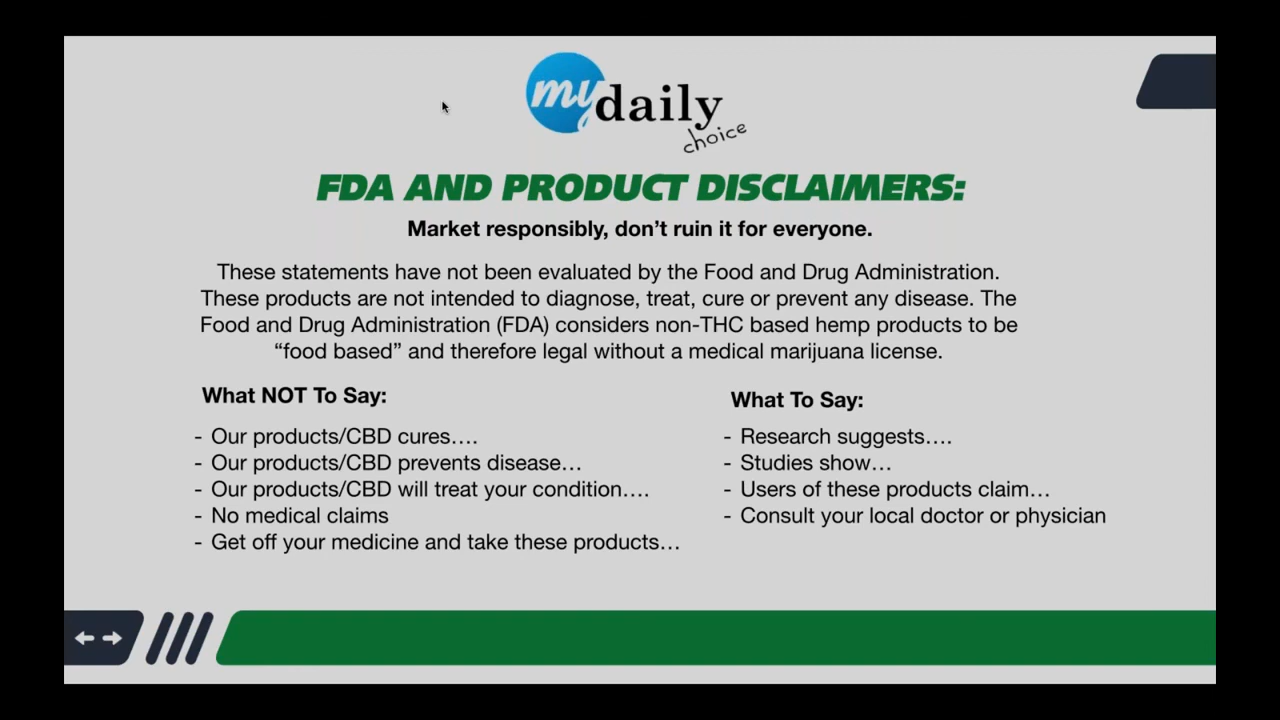 my daily
choice
FDA AND PRODUCT DISCLAIMERS:
Market responsibly, don't ruin it for everyone.
These statements have not been evaluated by the Food and Drug Administration.
These products are not intended to diagnose, treat, cure or prevent any disease. The
Food and Drug Administration (FDA) considers non-THC based hemp products to be
“food based” and therefore legal without a medical marijuana license.
What NOT To Say:
- Our products/CBD cures….
- Our products/CBD prevents disease…
- Our products/CBD will treat your condition….
- No medical claims
- Get off your medicine and take these products…
What To Say:
- Research suggests….
- Studies show…
- Users of these products claim…
- Consult your local doctor or physician